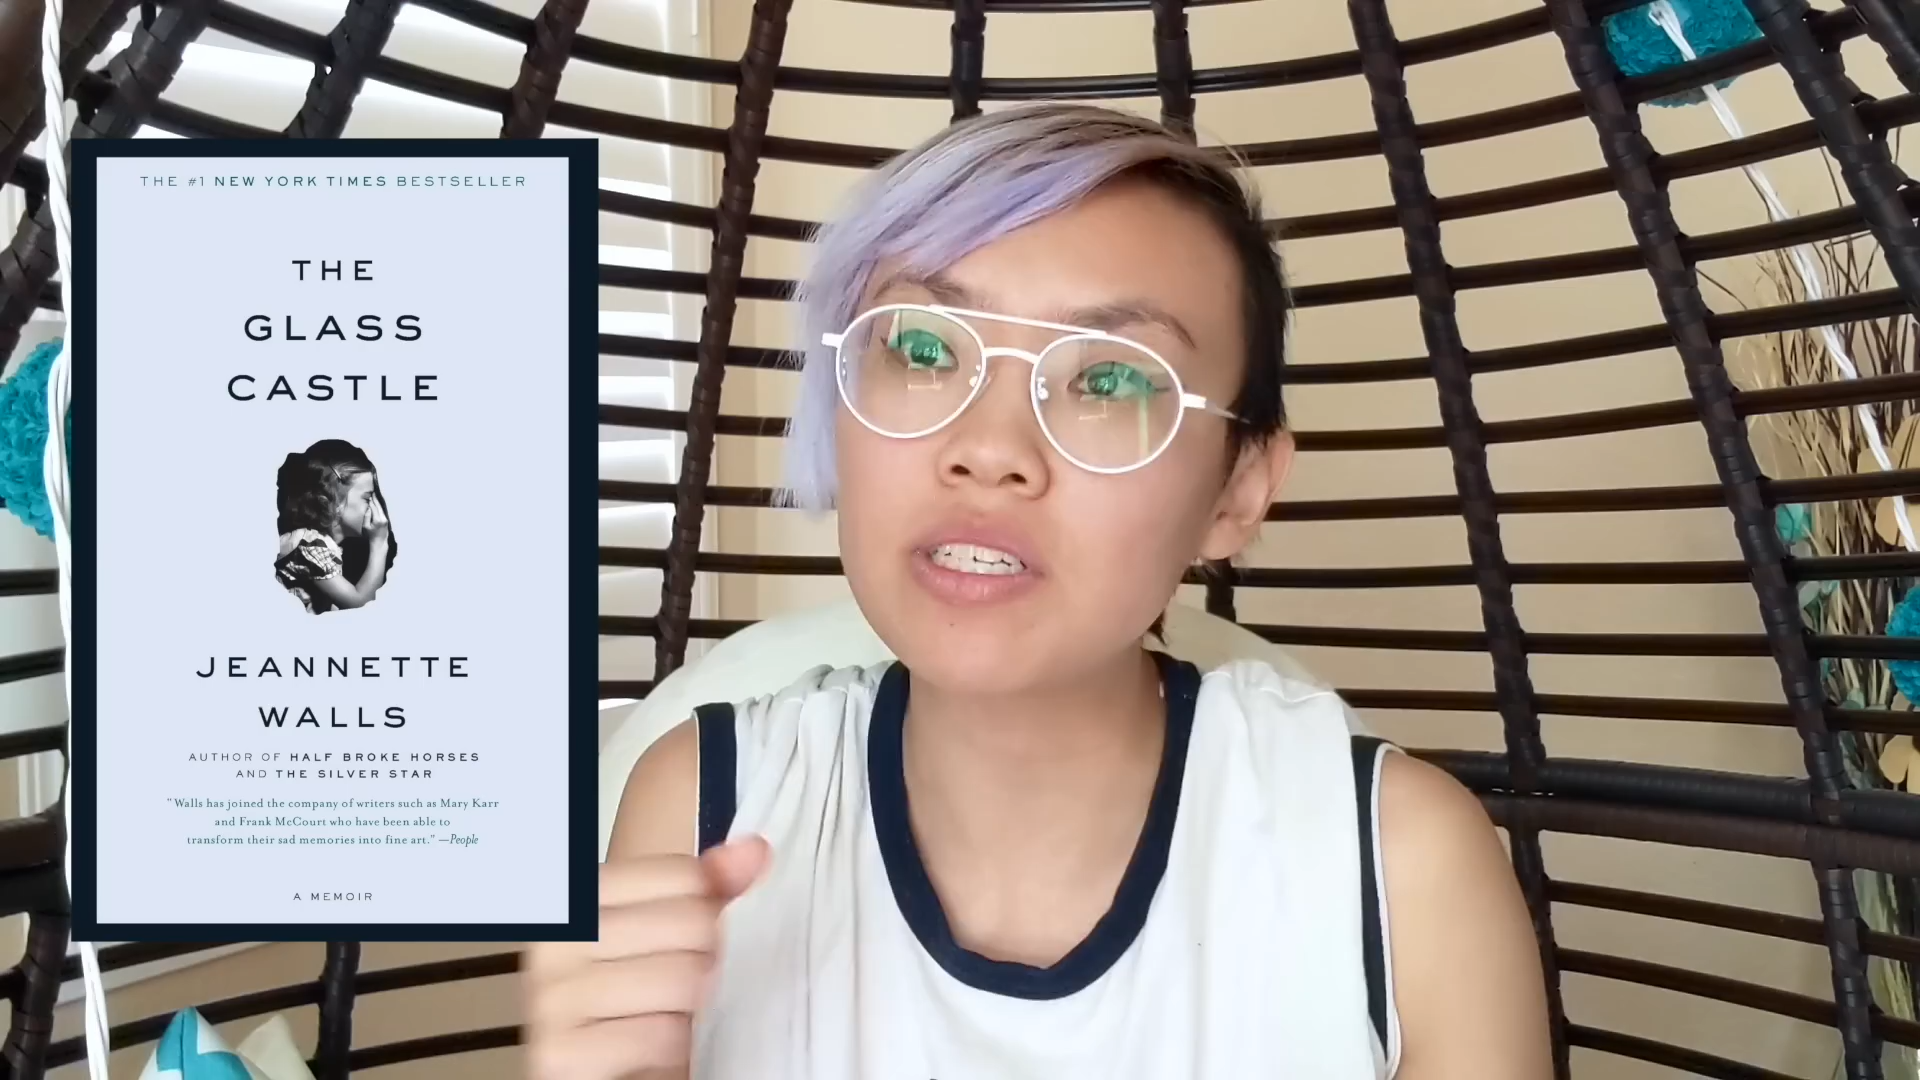 THE #1 NEW YORK TIMES BESTSELLER
THE
GLASS
CASTLE
JEANNETTE
WALLS
AUTHOR OF HALF BROKE HORSES
AND THE SILVER STAR
"Walls has joined the company of writers such as Mary Karr
and Frank McCourt who have been able to
transform their sad memories into fine art." —People
A MEMOIR